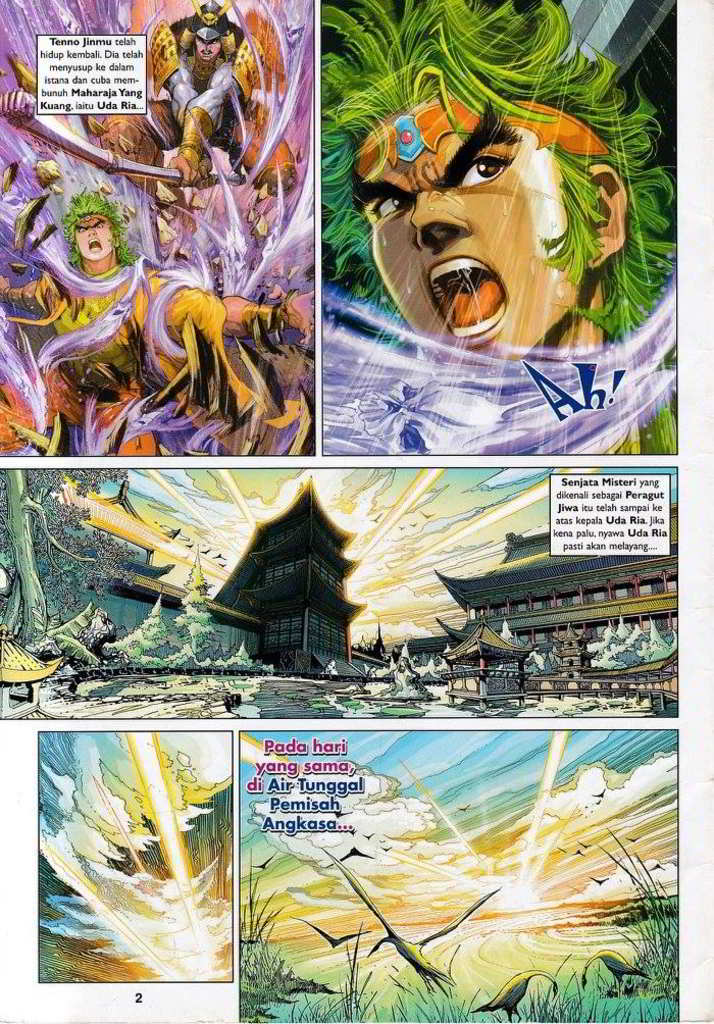 Tenno Jinmu telah
hidup kembali. Dia telah
menyusup ke dalam
istana dan cuba mem-
bunuh Maharaja Yang
Kuang, iaitu Uda Ria...
Ah!
Senjata Misteri yang
dikenali sebagai Peragut
Jiwa itu telah sampai ke
atas kepala Uda Ria. Jika
kena palu, nyawa Uda Ria
pasti akan melayang....
Pada hari
yang sama,
di Air Tunggal
Pemisah
Angkasa...
2